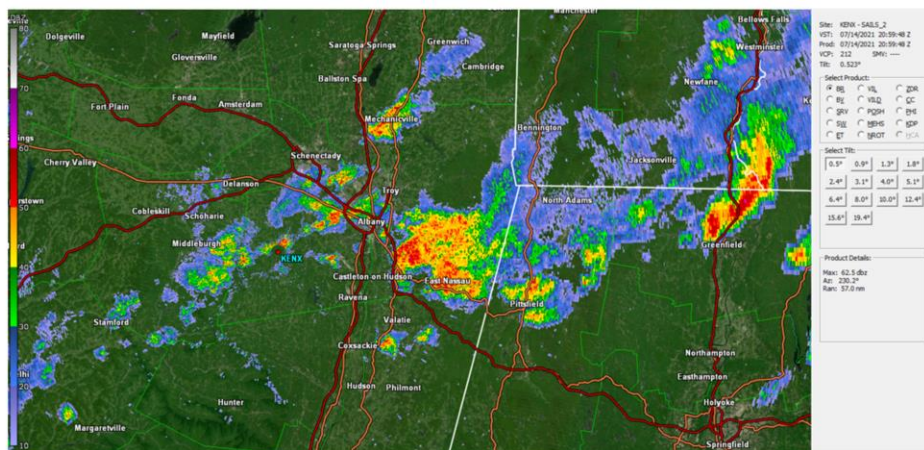 80
70
60
50
40
30
20
10
Dolgeville
Mayfield
Gloversville
Saratoga Springs
Greenwich
Manchester
Bellows Falls
Westminster
Ballston Spa
Cambridge
Newfane
Fort Plain
Fonda
Amsterdam
Mechanicville
Bennington
Cherry Valley
Schenectady
Jacksonville
Delanson
Troy
North Adams
Cobleskill
Schoharie
Albany
Middleburgh
KENX
Greenfield
Castleton-on-Hudson
East Nassau
Ravena
Pittsfield
Stamford
Valatie
Coxsackie
Northampton
Hudson
Philmont
Easthampton
Hunter
Holyoke
Margaretville
Springfield
Site: KENX - SAILS_2
VST: 07/14/2021 20:59:48 Z
Prod: 07/14/2021 20:59:48 Z
VCP: 212 SMV: ----
Tilt: 0.523°
Select Product:
BR VIL ZDR
BV VILD CC
SRV POSH PHI
SW MEHS KDP
ET NROT HCA
Select Tilt:
0.5° 0.9° 1.3° 1.8°
2.4° 3.1° 4.0° 5.1°
6.4° 8.0° 10.0° 12.4°
15.6° 19.4°
Product Details:
Max: 62.5 dbz
Az: 230.2°
Ran: 57.0 nm